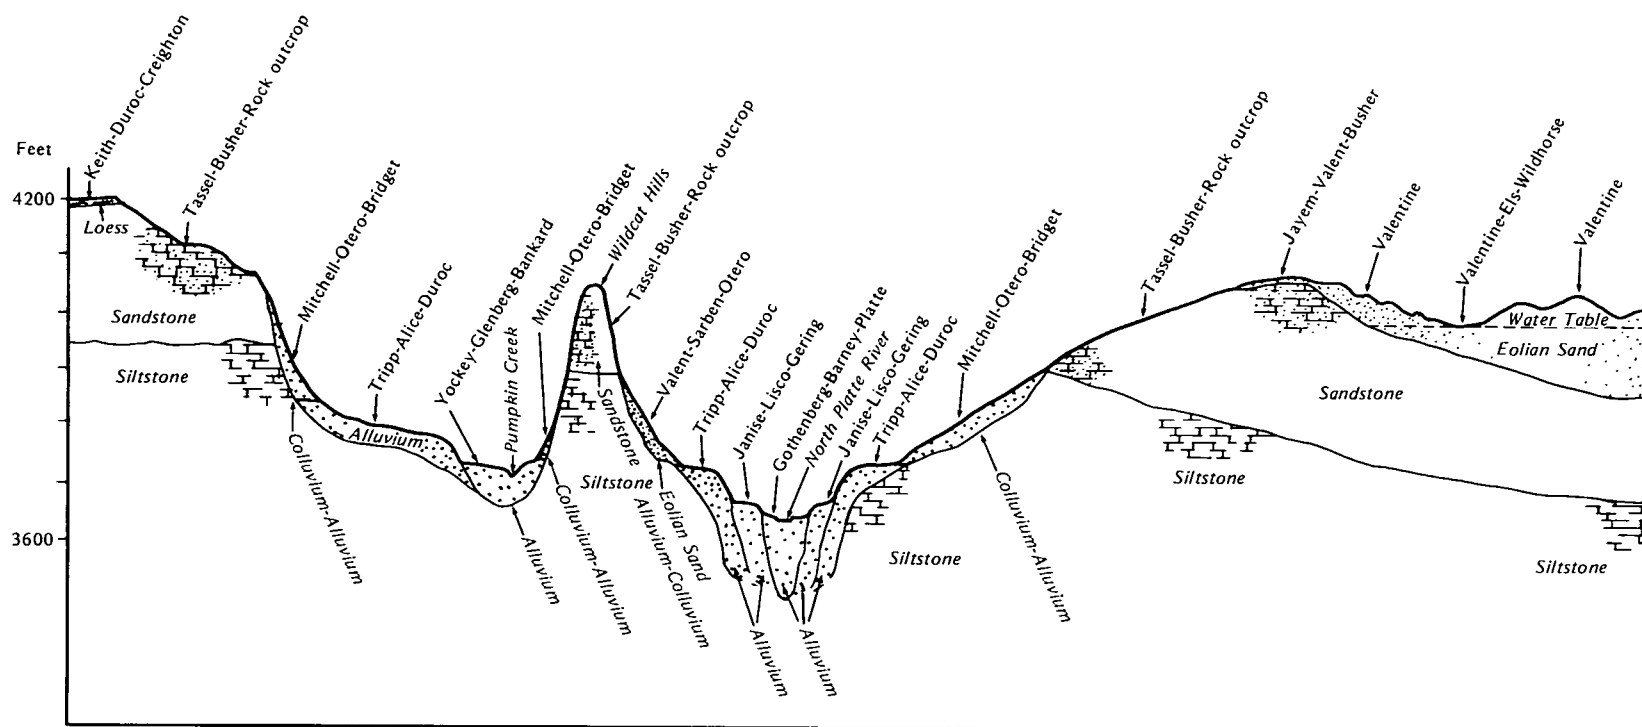 Feet
4200
3600
Keith-Duroc-Creighton
Tassel-Busher-Rock outcrop
Mitchell-Otero-Bridget
Tripp-Alice-Duroc
Yockey-Glenberg-Bankard
Pumpkin Creek
Mitchell-Otero-Bridget
Wildcat Hills
Tassel-Busher-Rock outcrop
Valent-Sarben-Otero
Tripp-Alice-Duroc
Janise-Lisco-Gering
Gothenberg-Barney-Platte
North Platte River
Janise-Lisco-Gering
Tripp-Alice-Duroc
Mitchell-Otero-Bridget
Tassel-Busher-Rock outcrop
Jayem-Valent-Busher
Valentine
Valentine-Els-Wildhorse
Valentine
Loess
Sandstone
Siltstone
Alluvium
Colluvium-Alluvium
Alluvium
Colluvium-Alluvium
Sandstone
Siltstone
Alluvium-Colluvium
Eolian Sand
Alluvium
Alluvium
Siltstone
Colluvium-Alluvium
Water Table
Eolian Sand
Sandstone
Siltstone
Siltstone